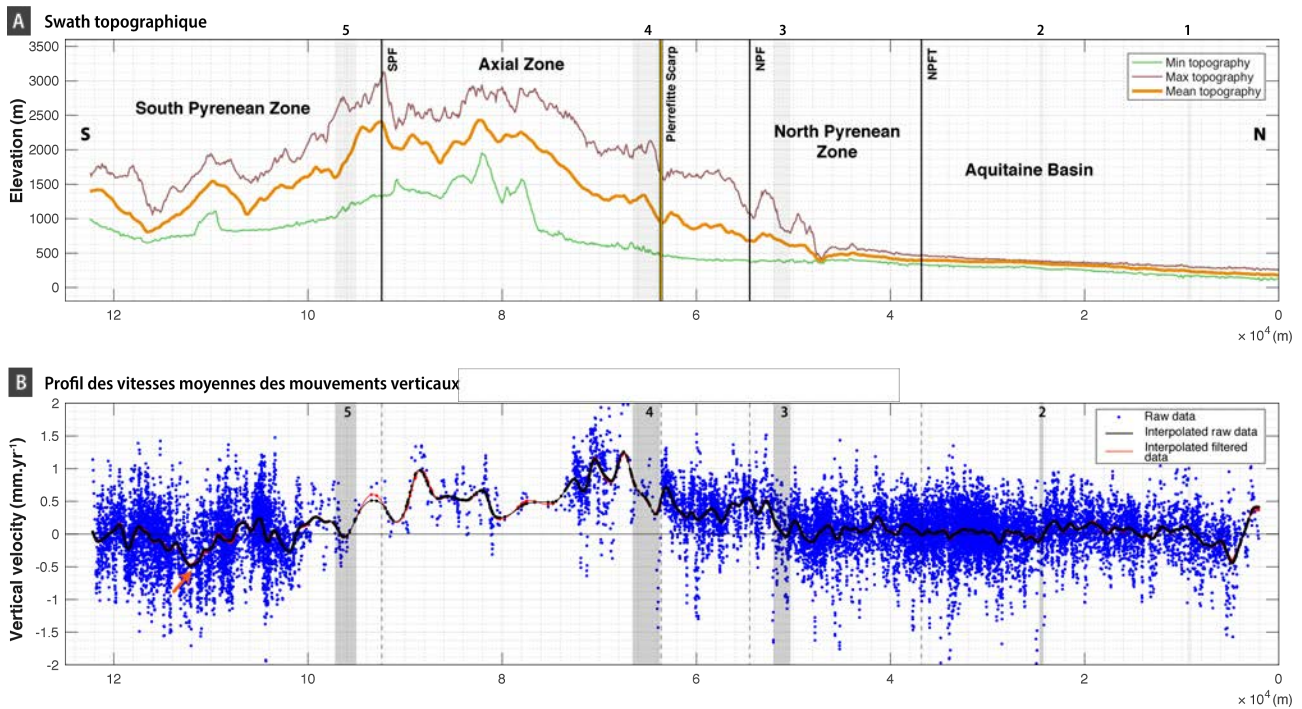 A Swath topographique
5 4 3 2 1
3500
3000
2500
2000
1500
1000
500
0
Elevation (m)
S
South Pyrenean Zone
SPF
Axial Zone
Pierrefitte Scarp
NPF
North Pyrenean
Zone
NPFT
Aquitaine Basin
N
Min topography
Max topography
Mean topography
12 10 8 6 4 2 0
× 10⁴ (m)
B Profil des vitesses moyennes des mouvements verticaux
2
1.5
1
0.5
0
-0.5
-1
-1.5
-2
Vertical velocity (mm.yr⁻¹)
5 4 3 2
Raw data
Interpolated raw data
Interpolated filtered
data
12 10 8 6 4 2 0
× 10⁴ (m)